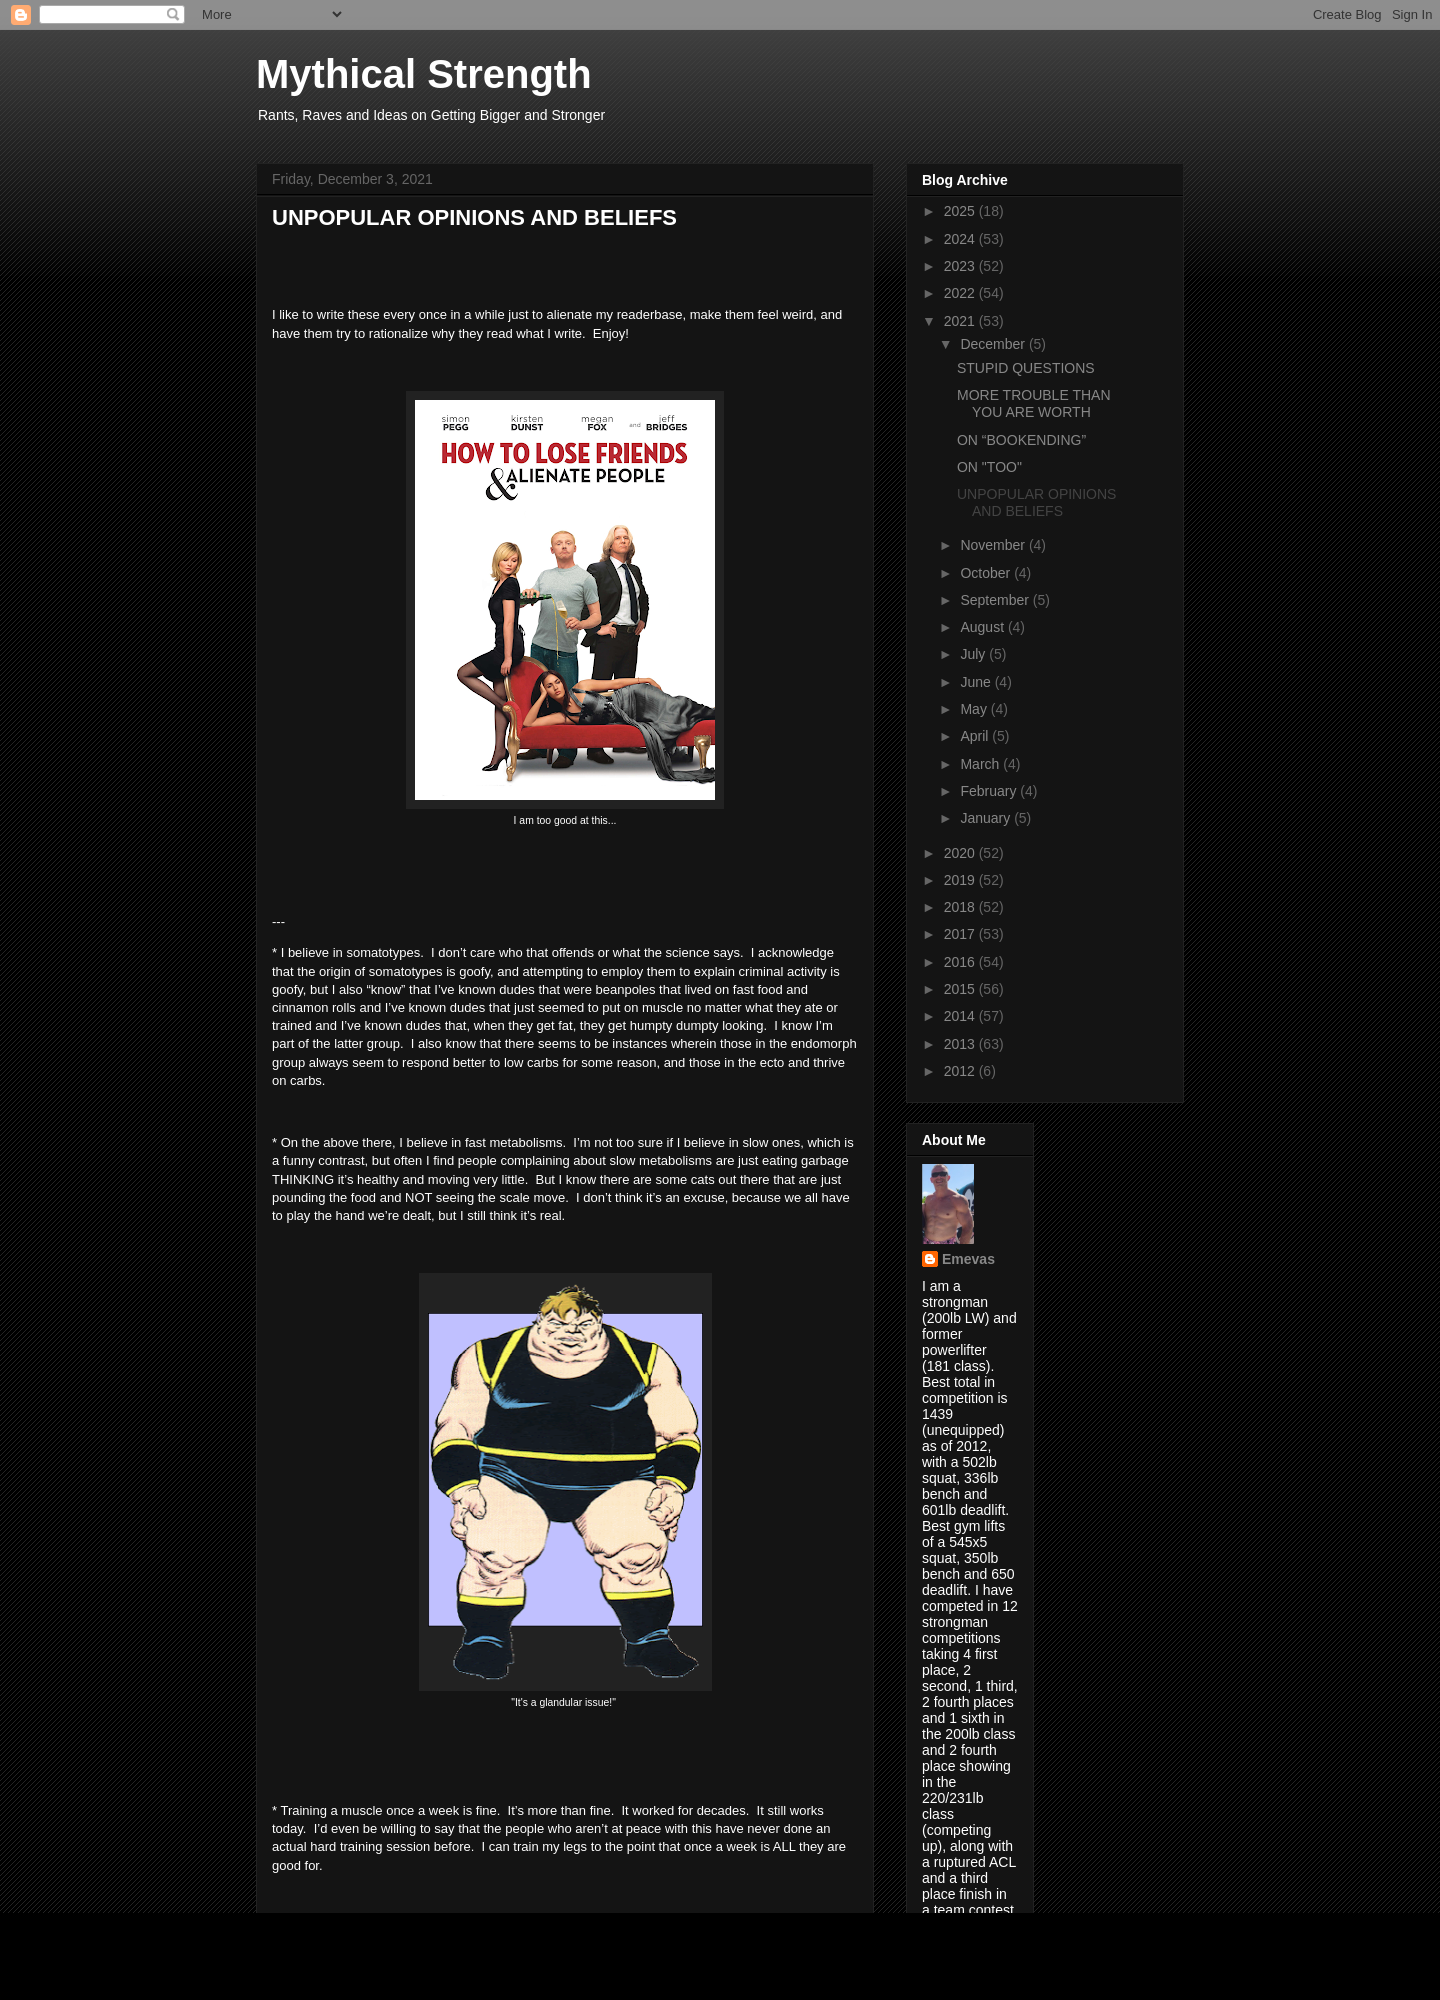 More
Create Blog Sign In
Mythical Strength
Rants, Raves and Ideas on Getting Bigger and Stronger
Friday, December 3, 2021
UNPOPULAR OPINIONS AND BELIEFS
I like to write these every once in a while just to alienate my readerbase, make them feel weird, and
have them try to rationalize why they read what I write.  Enjoy!
simon PEGG kirsten DUNST megan FOX and jeff BRIDGES
HOW TO LOSE FRIENDS
& ALIENATE PEOPLE
I am too good at this...
---
* I believe in somatotypes.  I don’t care who that offends or what the science says.  I acknowledge
that the origin of somatotypes is goofy, and attempting to employ them to explain criminal activity is
goofy, but I also “know” that I’ve known dudes that were beanpoles that lived on fast food and
cinnamon rolls and I’ve known dudes that just seemed to put on muscle no matter what they ate or
trained and I’ve known dudes that, when they get fat, they get humpty dumpty looking.  I know I’m
part of the latter group.  I also know that there seems to be instances wherein those in the endomorph
group always seem to respond better to low carbs for some reason, and those in the ecto and thrive
on carbs.
* On the above there, I believe in fast metabolisms.  I’m not too sure if I believe in slow ones, which is
a funny contrast, but often I find people complaining about slow metabolisms are just eating garbage
THINKING it’s healthy and moving very little.  But I know there are some cats out there that are just
pounding the food and NOT seeing the scale move.  I don’t think it’s an excuse, because we all have
to play the hand we’re dealt, but I still think it’s real.
"It's a glandular issue!"
* Training a muscle once a week is fine.  It’s more than fine.  It worked for decades.  It still works
today.  I’d even be willing to say that the people who aren’t at peace with this have never done an
actual hard training session before.  I can train my legs to the point that once a week is ALL they are
good for.
Blog Archive
► 2025 (18)
► 2024 (53)
► 2023 (52)
► 2022 (54)
▼ 2021 (53)
▼ December (5)
STUPID QUESTIONS
MORE TROUBLE THAN
YOU ARE WORTH
ON “BOOKENDING”
ON "TOO"
UNPOPULAR OPINIONS
AND BELIEFS
► November (4)
► October (4)
► September (5)
► August (4)
► July (5)
► June (4)
► May (4)
► April (5)
► March (4)
► February (4)
► January (5)
► 2020 (52)
► 2019 (52)
► 2018 (52)
► 2017 (53)
► 2016 (54)
► 2015 (56)
► 2014 (57)
► 2013 (63)
► 2012 (6)
About Me
Emevas
I am a
strongman
(200lb LW) and
former
powerlifter
(181 class).
Best total in
competition is
1439
(unequipped)
as of 2012,
with a 502lb
squat, 336lb
bench and
601lb deadlift.
Best gym lifts
of a 545x5
squat, 350lb
bench and 650
deadlift. I have
competed in 12
strongman
competitions
taking 4 first
place, 2
second, 1 third,
2 fourth places
and 1 sixth in
the 200lb class
and 2 fourth
place showing
in the
220/231lb
class
(competing
up), along with
a ruptured ACL
and a third
place finish in
a team contest